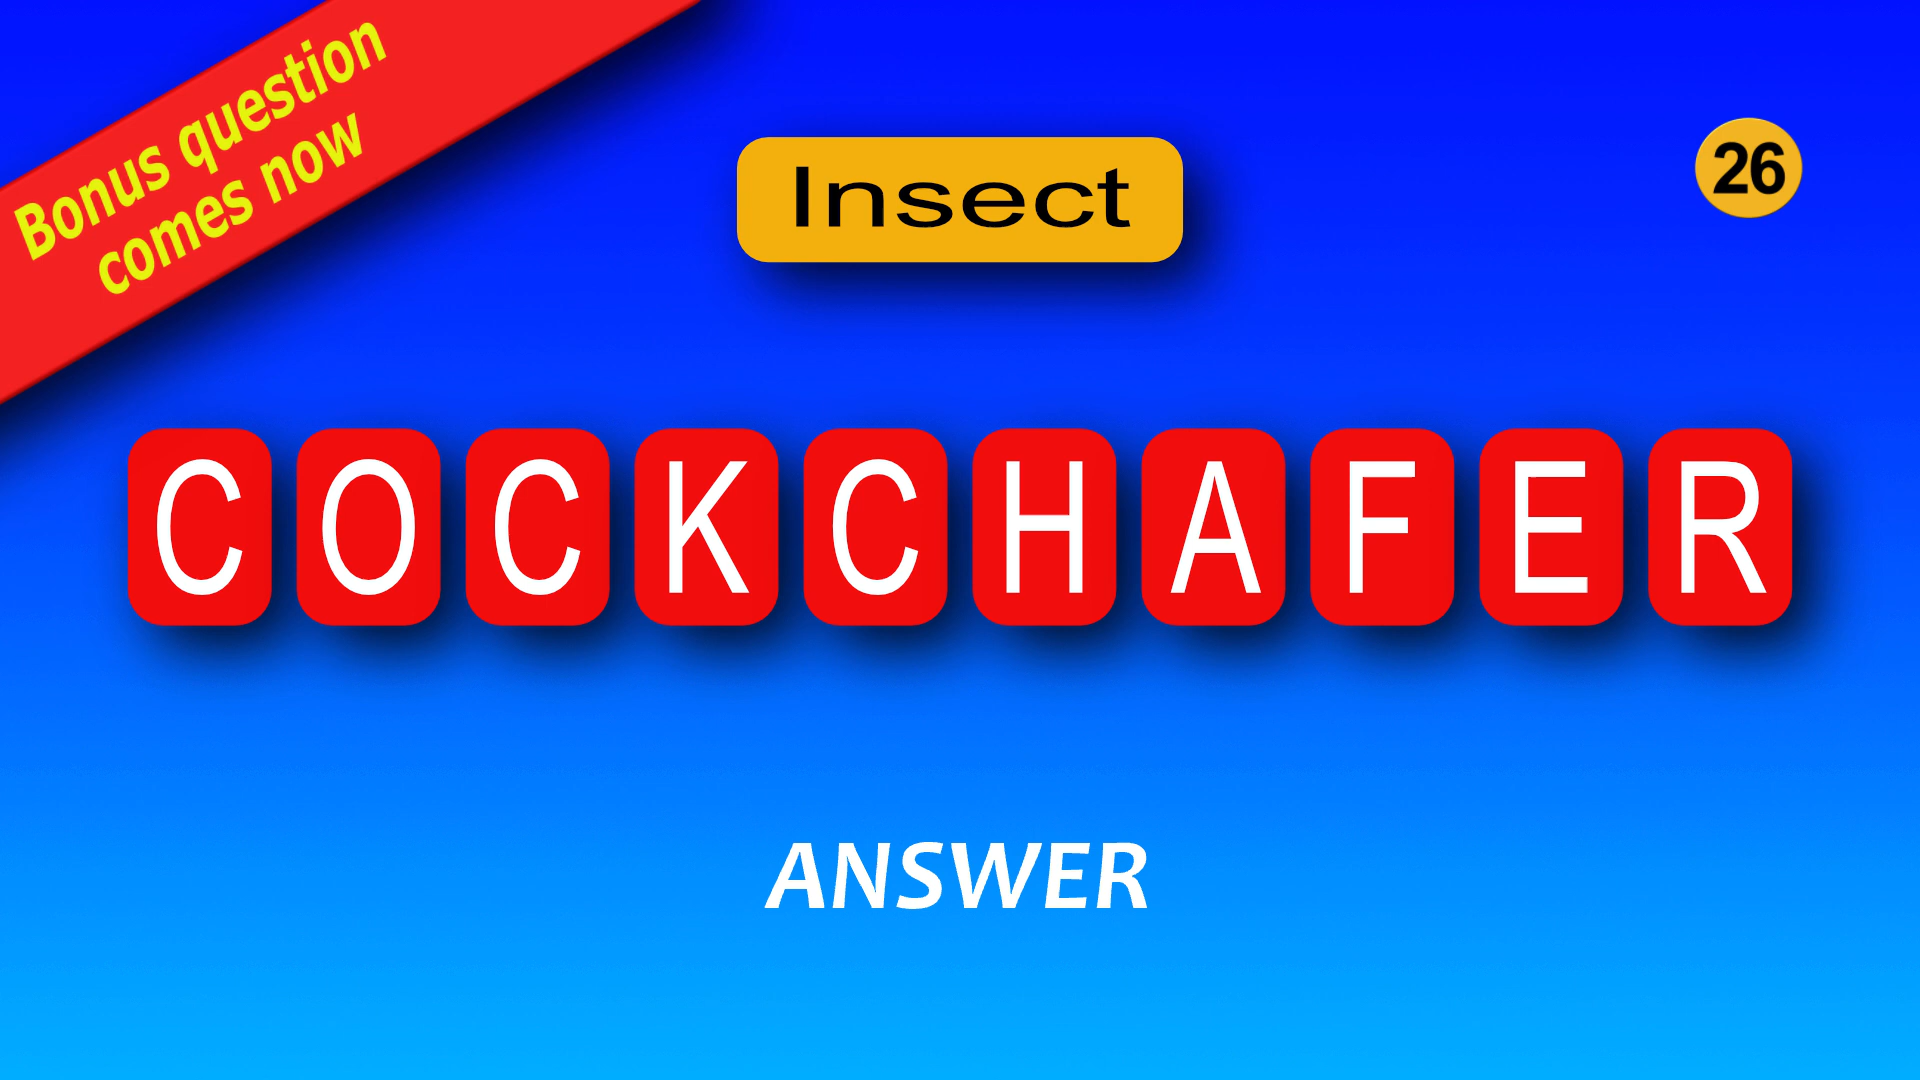 Bonus question
comes now
Insect
26
COCKCHAFER
ANSWER